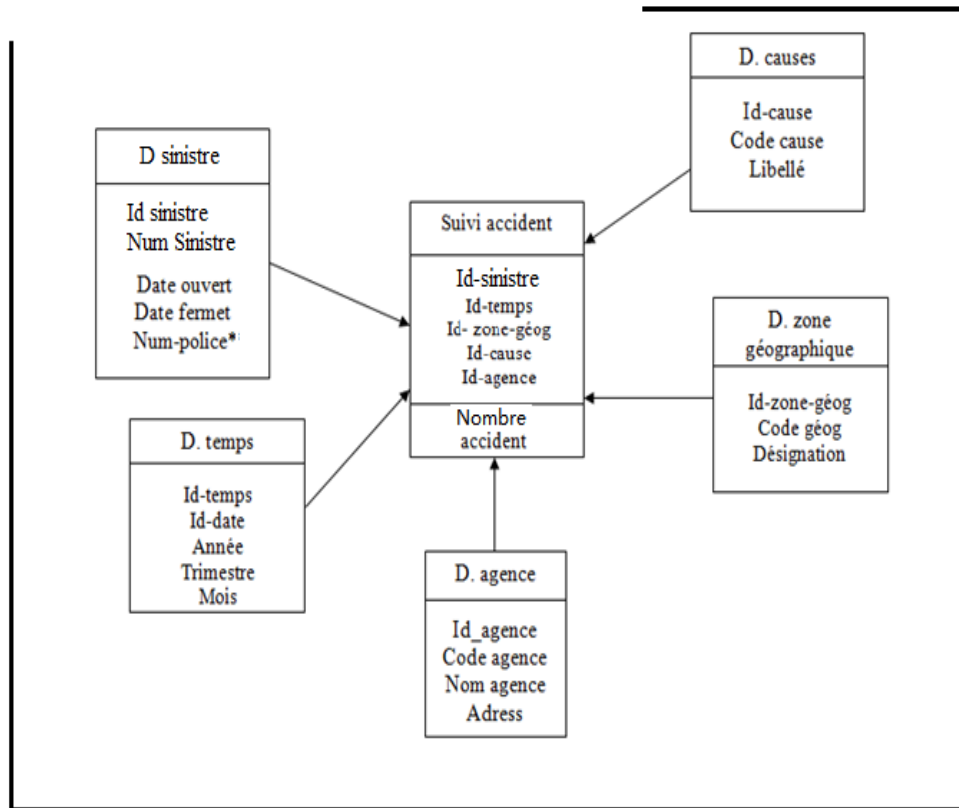 D. causes
Id-cause
Code cause
Libellé
D sinistre
Id sinistre
Num Sinistre
Date ouvert
Date fermet
Num-police*
Suivi accident
Id-sinistre
Id-temps
Id- zone-géog
Id-cause
Id-agence
Nombre
accident
D. zone
géographique
Id-zone-géog
Code géog
Désignation
D. temps
Id-temps
Id-date
Année
Trimestre
Mois
D. agence
Id_agence
Code agence
Nom agence
Adress